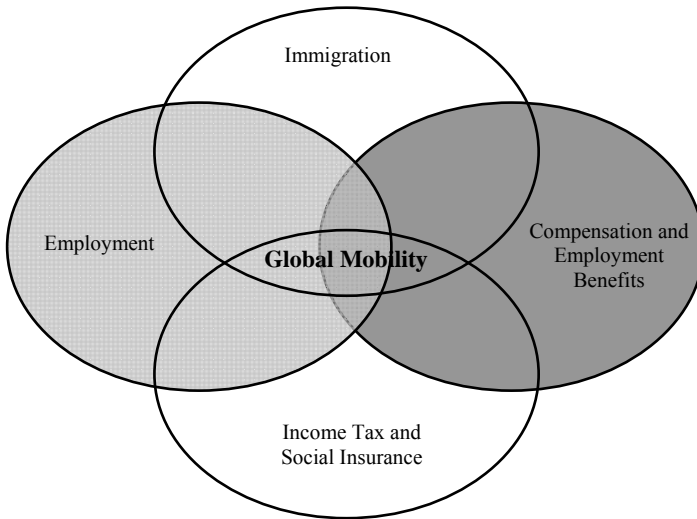 Immigration
Employment
Global Mobility
Compensation and
Employment
Benefits
Income Tax and
Social Insurance